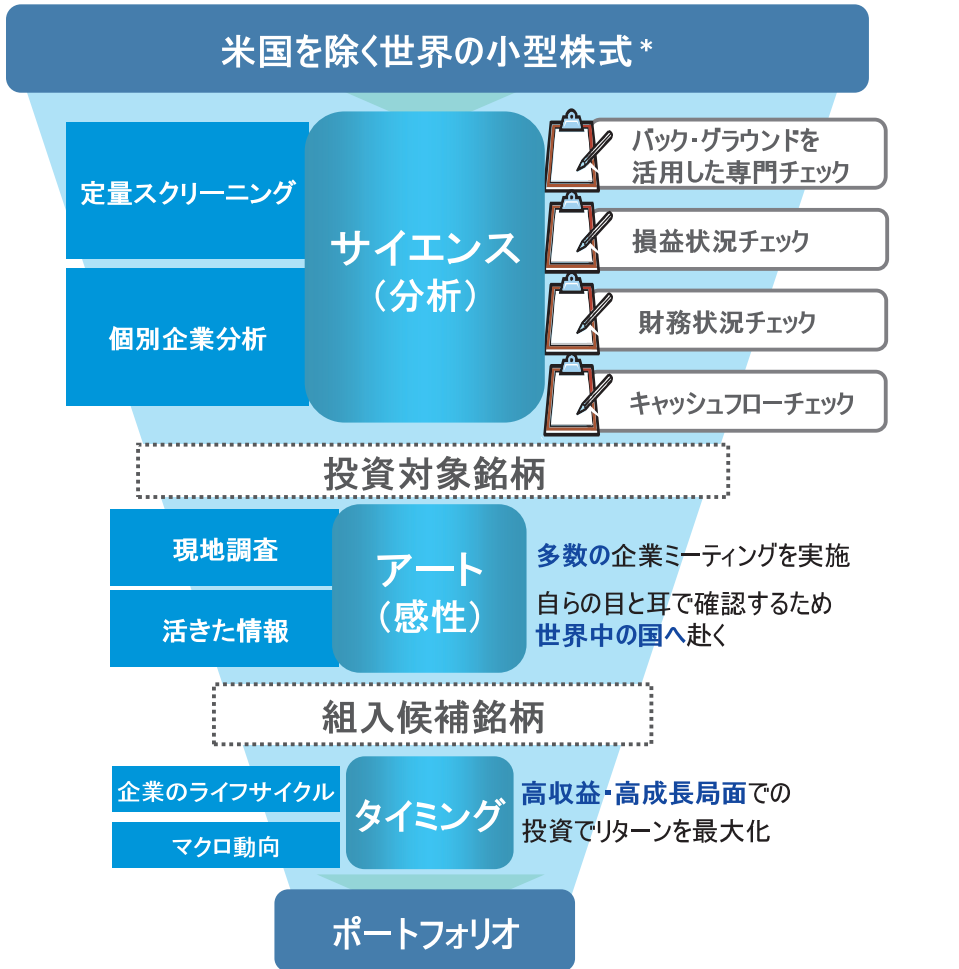 米国を除く世界の小型株式*
定量スクリーニング
個別企業分析
サイエンス
（分析）
バック・グラウンドを
活用した専門チェック
損益状況チェック
財務状況チェック
キャッシュフローチェック
投資対象銘柄
現地調査
活きた情報
アート
（感性）
多数の企業ミーティングを実施
自らの目と耳で確認するため
世界中の国へ赴く
組入候補銘柄
企業のライフサイクル
マクロ動向
タイミング
高収益・高成長局面での
投資でリターンを最大化
ポートフォリオ